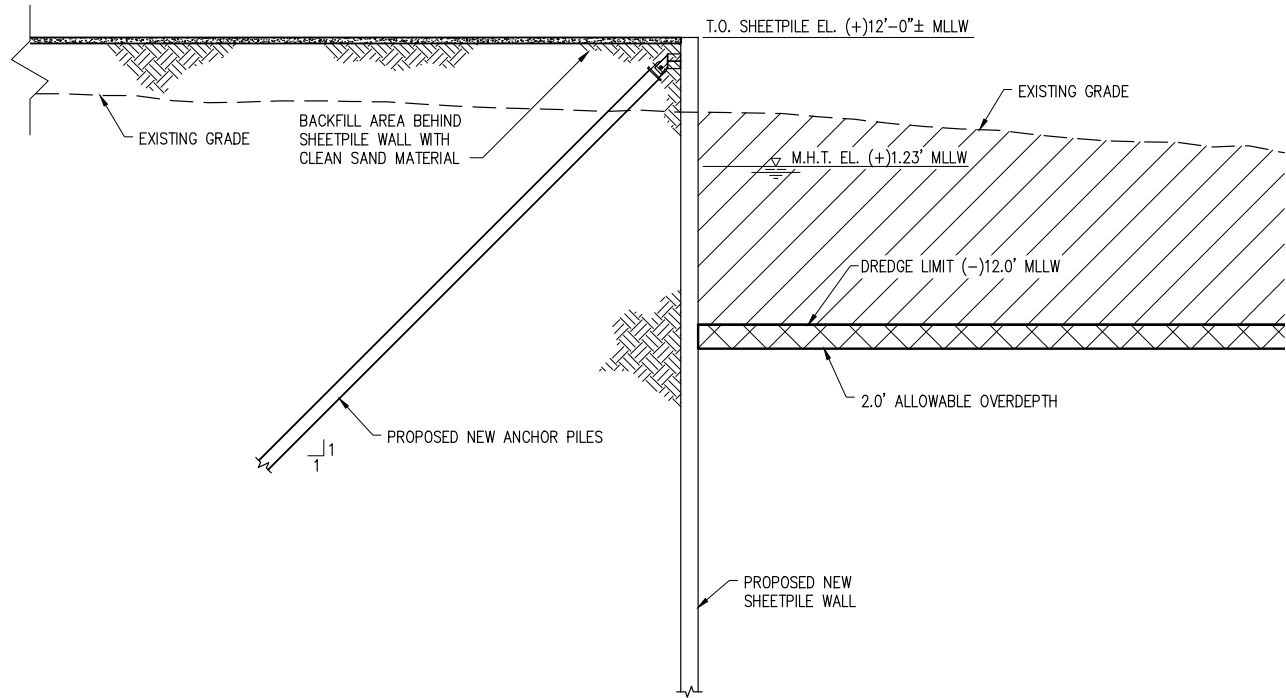 T.O. SHEETPILE EL. (+)12'-0"± MLLW
EXISTING GRADE
BACKFILL AREA BEHIND
SHEETPILE WALL WITH
CLEAN SAND MATERIAL
EXISTING GRADE
M.H.T. EL. (+)1.23' MLLW
DREDGE LIMIT (-)12.0' MLLW
2.0' ALLOWABLE OVERDEPTH
PROPOSED NEW ANCHOR PILES
1
1
PROPOSED NEW
SHEETPILE WALL